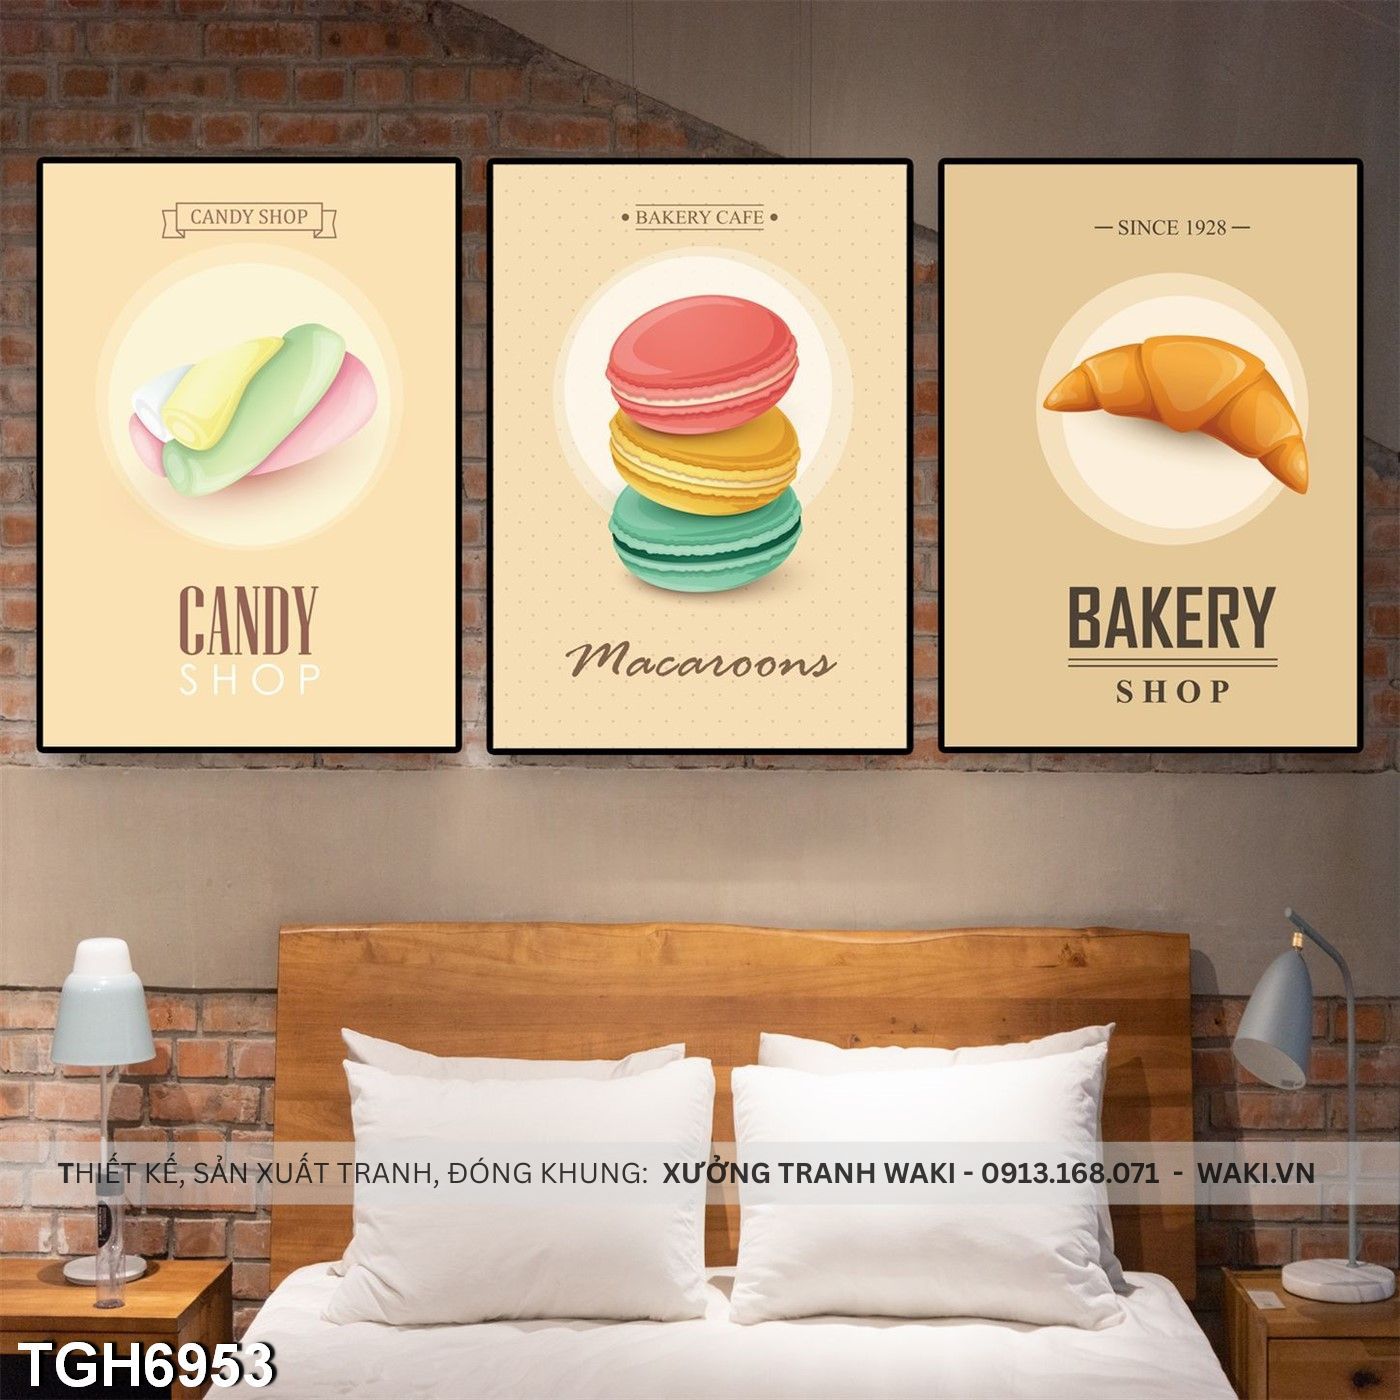 CANDY SHOP
CANDY
SHOP
• BAKERY CAFE •
Macaroons
— SINCE 1928 —
BAKERY
SHOP
THIẾT KẾ, SẢN XUẤT TRANH, ĐÓNG KHUNG: XƯỞNG TRANH WAKI - 0913.168.071 - WAKI.VN
TGH6953